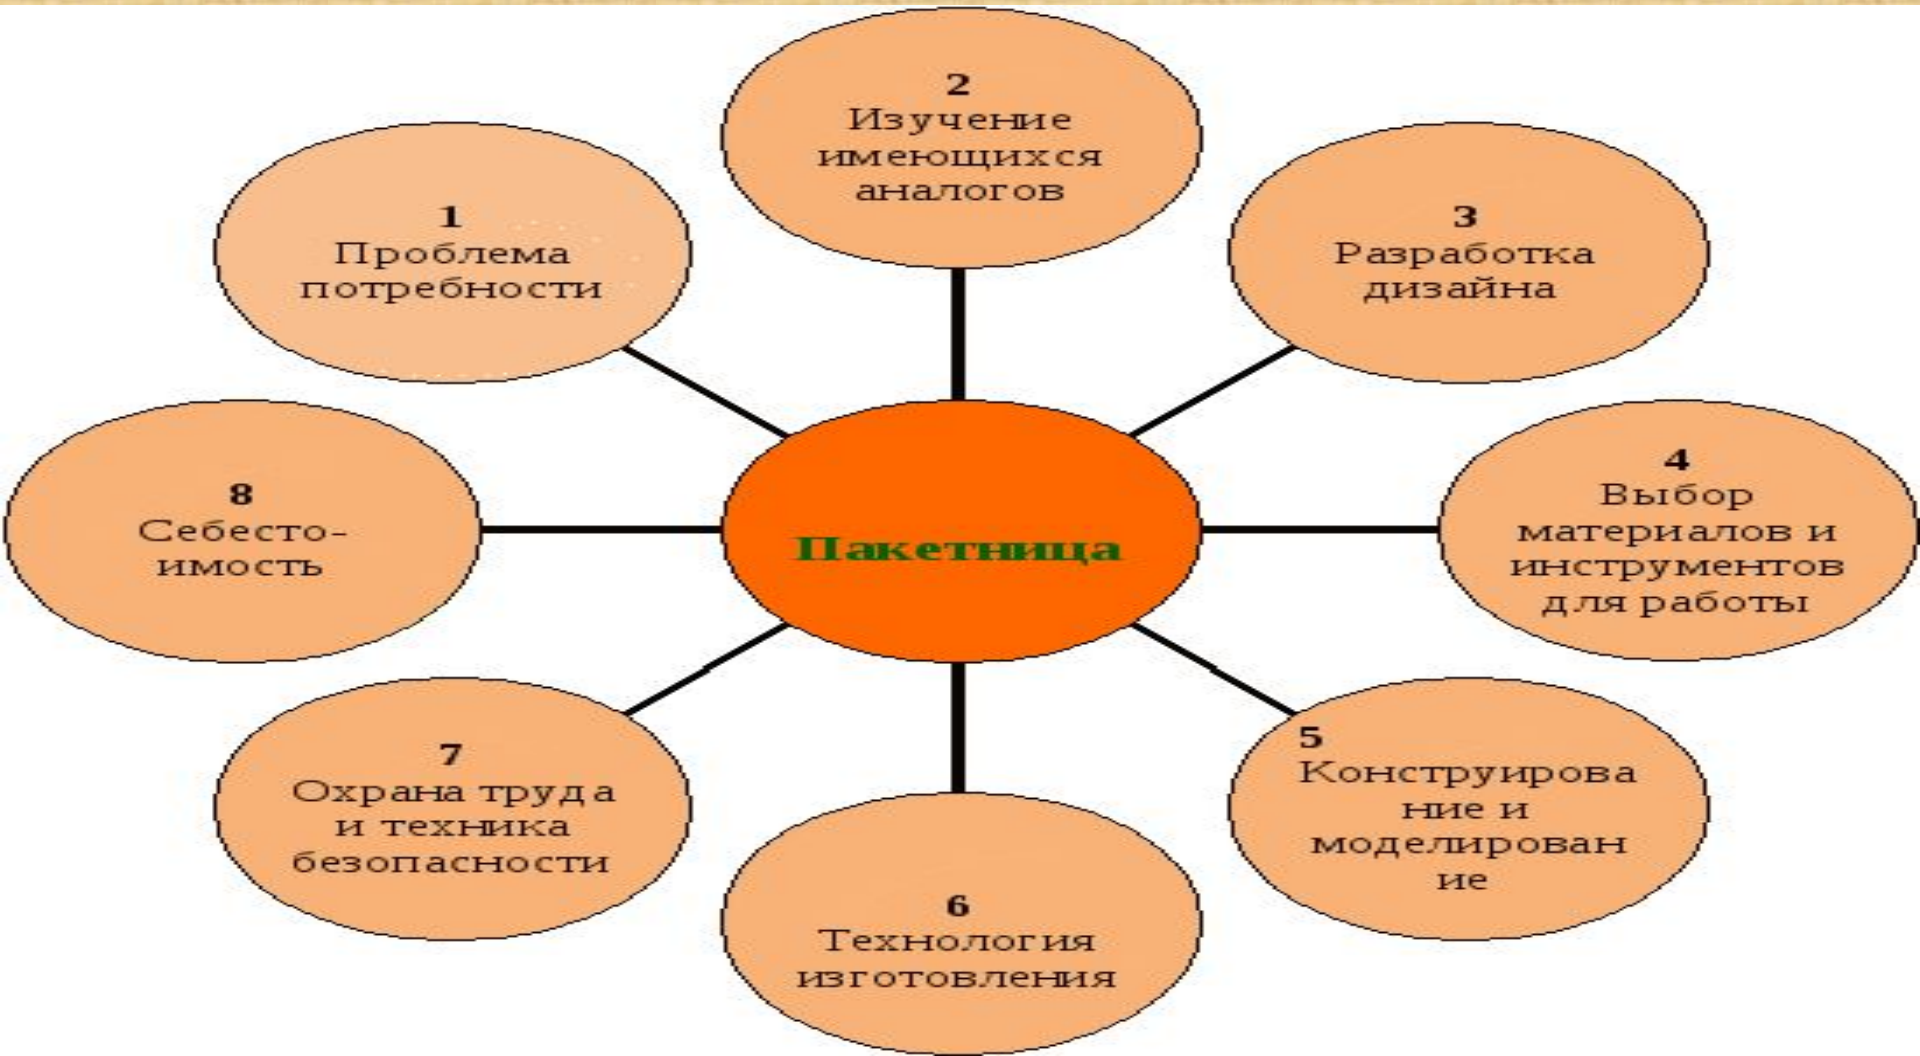 1
Проблема
потребности
2
Изучение
имеющихся
аналогов
3
Разработка
дизайна
4
Выбор
материалов и
инструментов
для работы
5
Конструирова
ние и
моделирован
ие
6
Технология
изготовления
7
Охрана труда
и техника
безопасности
8
Себесто-
имость
Пакетница